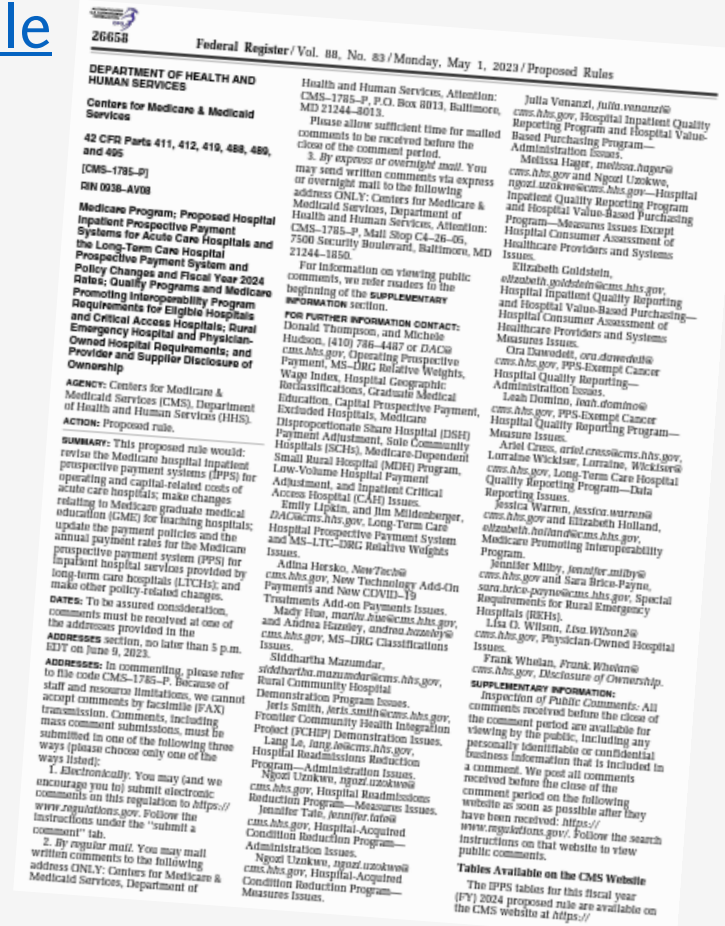 le
26658
Federal Register / Vol. 88, No. 83 / Monday, May 1, 2023 / Proposed Rules
DEPARTMENT OF HEALTH AND
HUMAN SERVICES
Centers for Medicare & Medicaid
Services
42 CFR Parts 411, 412, 419, 488, 489,
and 495
[CMS–1785–P]
RIN 0938–AV08
Medicare Program; Proposed Hospital
Inpatient Prospective Payment
Systems for Acute Care Hospitals and
the Long-Term Care Hospital
Prospective Payment System and
Policy Changes and Fiscal Year 2024
Rates; Quality Programs and Medicare
Promoting Interoperability Program
Requirements for Eligible Hospitals
and Critical Access Hospitals; Rural
Emergency Hospital and Physician-
Owned Hospital Requirements; and
Provider and Supplier Disclosure of
Ownership
AGENCY: Centers for Medicare &
Medicaid Services (CMS), Department
of Health and Human Services (HHS).
ACTION: Proposed rule.
SUMMARY: This proposed rule would:
revise the Medicare hospital inpatient
prospective payment systems (IPPS) for
operating and capital-related costs of
acute care hospitals; make changes
relating to Medicare graduate medical
education (GME) for teaching hospitals;
update the payment policies and the
annual payment rates for the Medicare
prospective payment system (PPS) for
inpatient hospital services provided by
long-term care hospitals (LTCHs); and
make other policy-related changes.
DATES: To be assured consideration,
comments must be received at one of
the addresses provided in the
ADDRESSES section, no later than 5 p.m.
EDT on June 9, 2023.
ADDRESSES: In commenting, please refer
to file code CMS–1785–P. Because of
staff and resource limitations, we cannot
accept comments by facsimile (FAX)
transmission. Comments, including
mass comment submissions, must be
submitted in one of the following three
ways (please choose only one of the
ways listed):
1. Electronically. You may (and we
encourage you to) submit electronic
comments on this regulation to https://
www.regulations.gov. Follow the
instructions under the "submit a
comment" tab.
2. By regular mail. You may mail
written comments to the following
address ONLY: Centers for Medicare &
Medicaid Services, Department of
Health and Human Services, Attention:
CMS–1785–P, P.O. Box 8013, Baltimore,
MD 21244–8013.
Please allow sufficient time for mailed
comments to be received before the
close of the comment period.
3. By express or overnight mail. You
may send written comments via express
or overnight mail to the following
address ONLY: Centers for Medicare &
Medicaid Services, Department of
Health and Human Services, Attention:
CMS–1785–P, Mail Stop C4–26–05,
7500 Security Boulevard, Baltimore, MD
21244–1850.
For information on viewing public
comments, we refer readers to the
beginning of the SUPPLEMENTARY
INFORMATION section.
FOR FURTHER INFORMATION CONTACT:
Donald Thompson, and Michele
Hudson, (410) 786–4487 or DAC@
cms.hhs.gov, Operating Prospective
Payment, MS–DRG Relative Weights,
Wage Index, Hospital Geographic
Reclassifications, Graduate Medical
Education, Capital Prospective Payment,
Excluded Hospitals, Medicare
Disproportionate Share Hospital (DSH)
Payment Adjustment, Sole Community
Hospitals (SCHs), Medicare-Dependent
Small Rural Hospital (MDH) Program,
Low-Volume Hospital Payment
Adjustment, and Inpatient Critical
Access Hospital (CAH) Issues.
Emily Lipkin, and Jim Mildenberger,
DAC@cms.hhs.gov, Long-Term Care
Hospital Prospective Payment System
and MS–LTC–DRG Relative Weights
Issues.
Adina Hersko, NewTech@
cms.hhs.gov, New Technology Add-On
Payments and New COVID–19
Treatments Add-on Payments Issues.
Mady Hue, marilu.hue@cms.hhs.gov,
and Andrea Hazeley, andrea.hazeley@
cms.hhs.gov, MS–DRG Classifications
Issues.
Siddhartha Mazumdar,
siddhartha.mazumdar@cms.hhs.gov,
Rural Community Hospital
Demonstration Program Issues.
Jeris Smith, jeris.smith@cms.hhs.gov,
Frontier Community Health Integration
Project (FCHIP) Demonstration Issues.
Lang Le, lang.le@cms.hhs.gov,
Hospital Readmissions Reduction
Program—Administration Issues.
Ngozi Uzokwe, ngozi.uzokwe@
cms.hhs.gov, Hospital Readmissions
Reduction Program—Measures Issues.
Jennifer Tate, jennifer.tate@
cms.hhs.gov, Hospital-Acquired
Condition Reduction Program—
Administration Issues.
Ngozi Uzokwe, ngozi.uzokwe@
cms.hhs.gov, Hospital-Acquired
Condition Reduction Program—
Measures Issues.
Julia Venanzi, julia.venanzi@
cms.hhs.gov, Hospital Inpatient Quality
Reporting Program and Hospital Value-
Based Purchasing Program—
Administration Issues.
Melissa Hager, melissa.hager@
cms.hhs.gov and Ngozi Uzokwe,
ngozi.uzokwe@cms.hhs.gov—Hospital
Inpatient Quality Reporting Program
and Hospital Value-Based Purchasing
Program—Measures Issues Except
Hospital Consumer Assessment of
Healthcare Providers and Systems
Issues.
Elizabeth Goldstein,
elizabeth.goldstein@cms.hhs.gov,
Hospital Inpatient Quality Reporting
and Hospital Value-Based Purchasing—
Hospital Consumer Assessment of
Healthcare Providers and Systems
Measures Issues.
Ora Dawedeit, ora.dawedeit@
cms.hhs.gov, PPS-Exempt Cancer
Hospital Quality Reporting—
Administration Issues.
Leah Domino, leah.domino@
cms.hhs.gov, PPS-Exempt Cancer
Hospital Quality Reporting Program—
Measure Issues.
Ariel Cress, ariel.cress@cms.hhs.gov,
Lorraine Wickiser, Lorraine, Wickiser@
cms.hhs.gov, Long-Term Care Hospital
Quality Reporting Program—Data
Reporting Issues.
Jessica Warren, Jessica.warren@
cms.hhs.gov and Elizabeth Holland,
elizabeth.holland@cms.hhs.gov,
Medicare Promoting Interoperability
Program.
Jennifer Milby, jennifer.milby@
cms.hhs.gov and Sara Brice-Payne,
sara.brice-payne@cms.hhs.gov, Special
Requirements for Rural Emergency
Hospitals (REHs).
Lisa O. Wilson, Lisa.Wilson2@
cms.hhs.gov, Physician-Owned Hospital
Issues.
Frank Whelan, Frank.Whelan@
cms.hhs.gov, Disclosure of Ownership.
SUPPLEMENTARY INFORMATION:
Inspection of Public Comments: All
comments received before the close of
the comment period are available for
viewing by the public, including any
personally identifiable or confidential
business information that is included in
a comment. We post all comments
received before the close of the
comment period on the following
website as soon as possible after they
have been received: https://
www.regulations.gov/. Follow the search
instructions on that website to view
public comments.
Tables Available on the CMS Website
The IPPS tables for this fiscal year
(FY) 2024 proposed rule are available on
the CMS website at https://